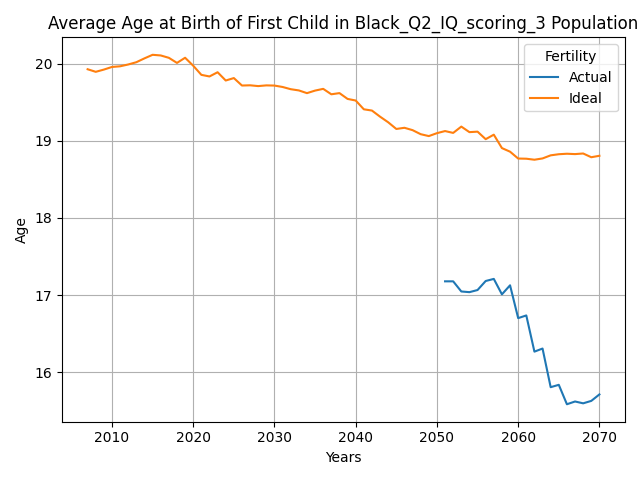 Average Age at Birth of First Child in Black_Q2_IQ_scoring_3 Population
Fertility
Actual
Ideal
20
19
18
17
16
Age
2010 2020 2030 2040 2050 2060 2070
Years